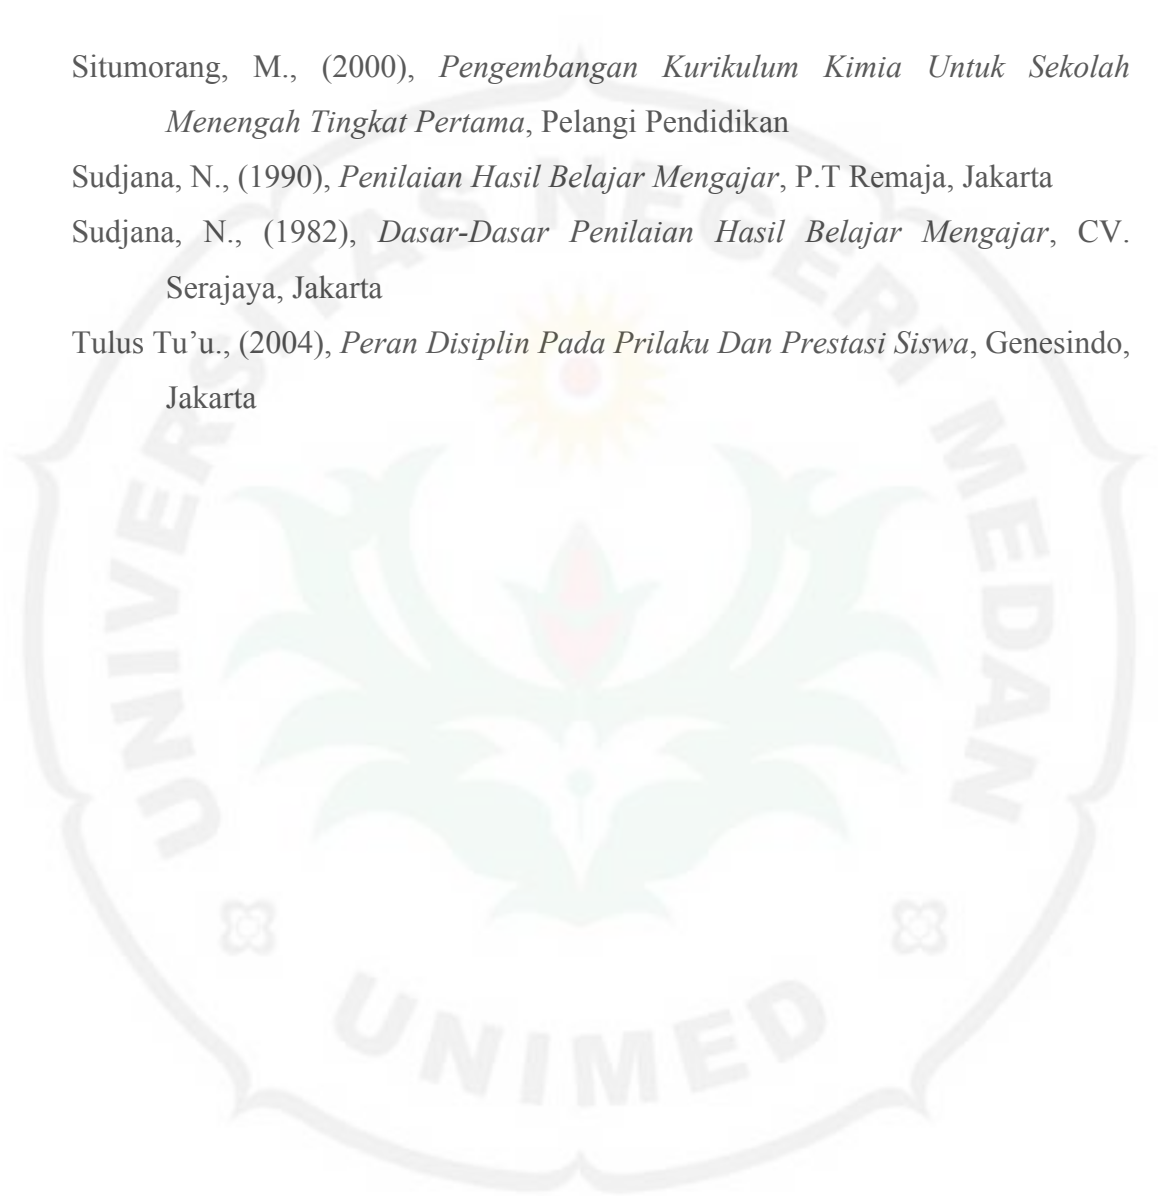 Situmorang, M., (2000), Pengembangan Kurikulum Kimia Untuk Sekolah
Menengah Tingkat Pertama, Pelangi Pendidikan
Sudjana, N., (1990), Penilaian Hasil Belajar Mengajar, P.T Remaja, Jakarta
Sudjana, N., (1982), Dasar-Dasar Penilaian Hasil Belajar Mengajar, CV.
Serajaya, Jakarta
Tulus Tu’u., (2004), Peran Disiplin Pada Prilaku Dan Prestasi Siswa, Genesindo,
Jakarta
UNIVERSITAS NEGERI MEDAN
UNIMED